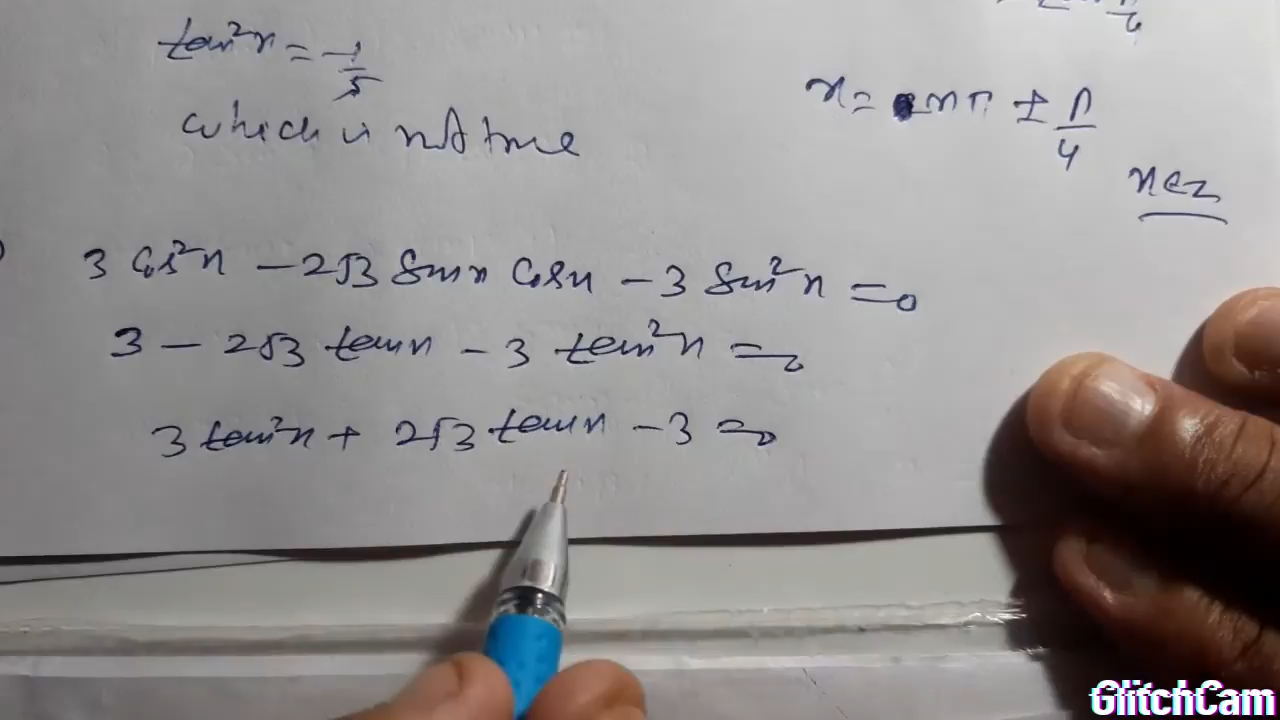 tan²x = -1/5
which is not true
x = nπ ± π/4
n∈Z
3 cos²x - 2√3 sinx cosx - 3 sin²x = 0
3 - 2√3 tanx - 3 tan²x = 0
3 tan²x + 2√3 tanx - 3 = 0
GlitchCam